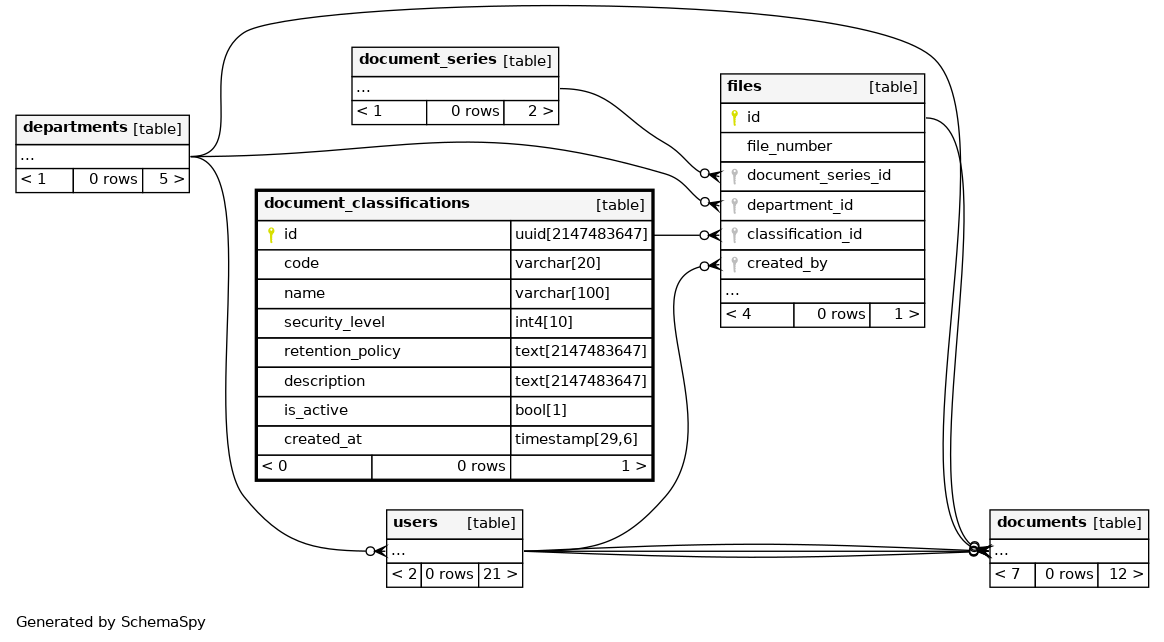 departments [table]
...
< 1 0 rows 5 >
document_series [table]
...
< 1 0 rows 2 >
files [table]
id
file_number
document_series_id
department_id
classification_id
created_by
...
< 4 0 rows 1 >
document_classifications [table]
id uuid[2147483647]
code varchar[20]
name varchar[100]
security_level int4[10]
retention_policy text[2147483647]
description text[2147483647]
is_active bool[1]
created_at timestamp[29,6]
< 0 0 rows 1 >
users [table]
...
< 2 0 rows 21 >
documents [table]
...
< 7 0 rows 12 >
Generated by SchemaSpy